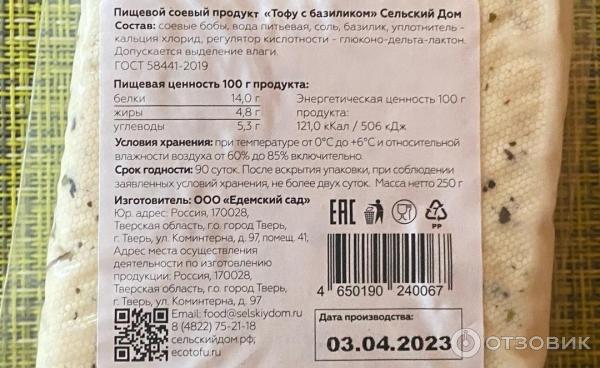 Пищевой соевый продукт «Тофу с базиликом» Сельский Дом
Состав: соевые бобы, вода питьевая, соль, базилик, уплотнитель -
кальция хлорид, регулятор кислотности - глюконо-дельта-лактон.
Допускается выделение влаги.
ГОСТ 58441-2019
Пищевая ценность 100 г продукта:
белки 14,0 г
жиры 4,8 г
углеводы 5,3 г
Энергетическая ценность 100 г
продукта:
121,0 кКал / 506 кДж
Условия хранения: при температуре от 0°С до +6°С и относительной
влажности воздуха от 60% до 85% включительно.
Срок годности: 90 суток. После вскрытия упаковки, при соблюдении
заявленных условий хранения, не более двух суток. Масса нетто 250 г
Изготовитель: ООО «Едемский сад»
Юр. адрес: Россия, 170028,
Тверская область, г.о. город Тверь,
г. Тверь, ул. Коминтерна, д. 97, помещ. 41,
Адрес места осуществления
деятельности по изготовлению
продукции: Россия, 170028,
Тверская область, г.о. город Тверь,
г. Тверь, ул. Коминтерна, д. 97
Email: food@selskiydom.ru
8 (4822) 75-21-18
сельскийдом.рф;
ecotofu.ru
EAC
PP
4 650190 240067
Дата производства:
03.04.2023
ОТЗОВИК